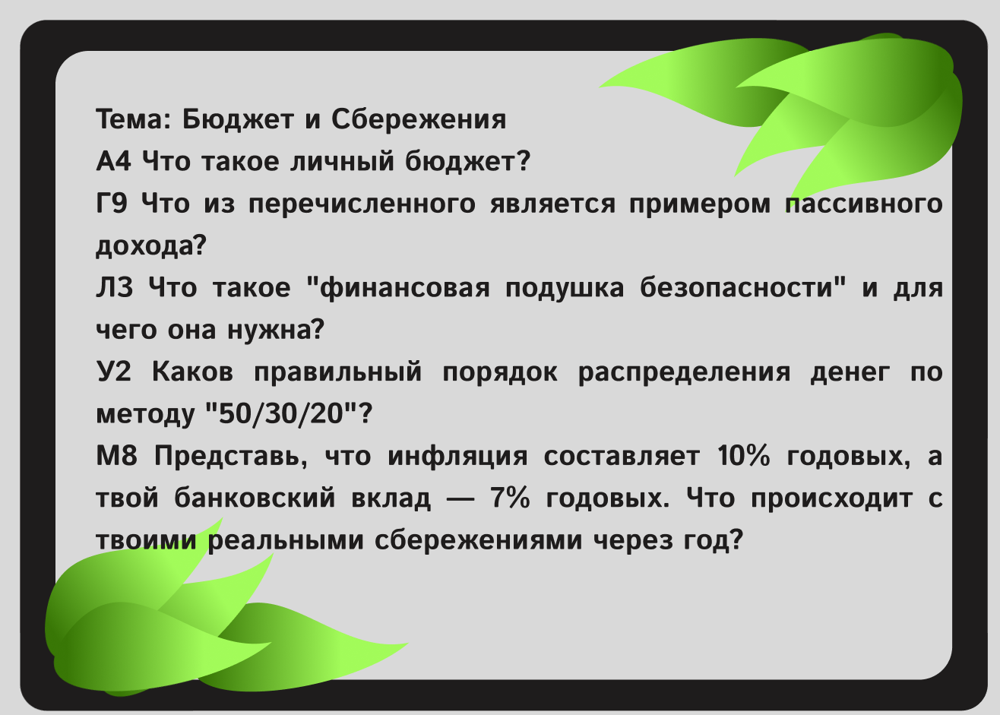 Тема: Бюджет и Сбережения
А4 Что такое личный бюджет?
Г9 Что из перечисленного является примером пассивного
дохода?
Л3 Что такое "финансовая подушка безопасности" и для
чего она нужна?
У2 Каков правильный порядок распределения денег по
методу "50/30/20"?
М8 Представь, что инфляция составляет 10% годовых, а
твой банковский вклад — 7% годовых. Что происходит с
твоими реальными сбережениями через год?